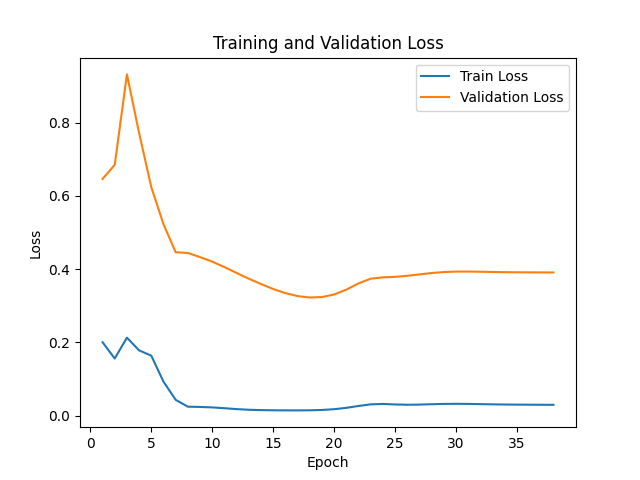 Training and Validation Loss
Train Loss
Validation Loss
0.8
0.6
0.4
0.2
0.0
Loss
0 5 10 15 20 25 30 35
Epoch